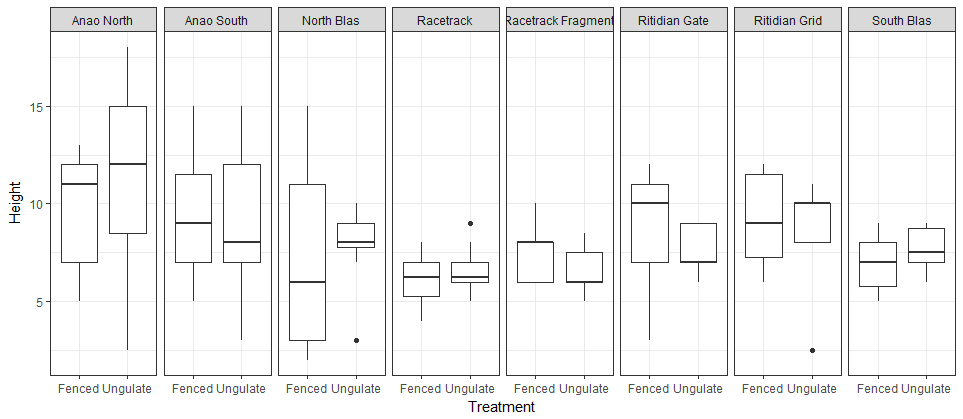 Anao North Anao South North Blas Racetrack Racetrack Fragment Ritidian Gate Ritidian Grid South Blas
15
10
5
Height
Fenced Ungulate Fenced Ungulate Fenced Ungulate Fenced Ungulate Fenced Ungulate Fenced Ungulate Fenced Ungulate Fenced Ungulate
Treatment